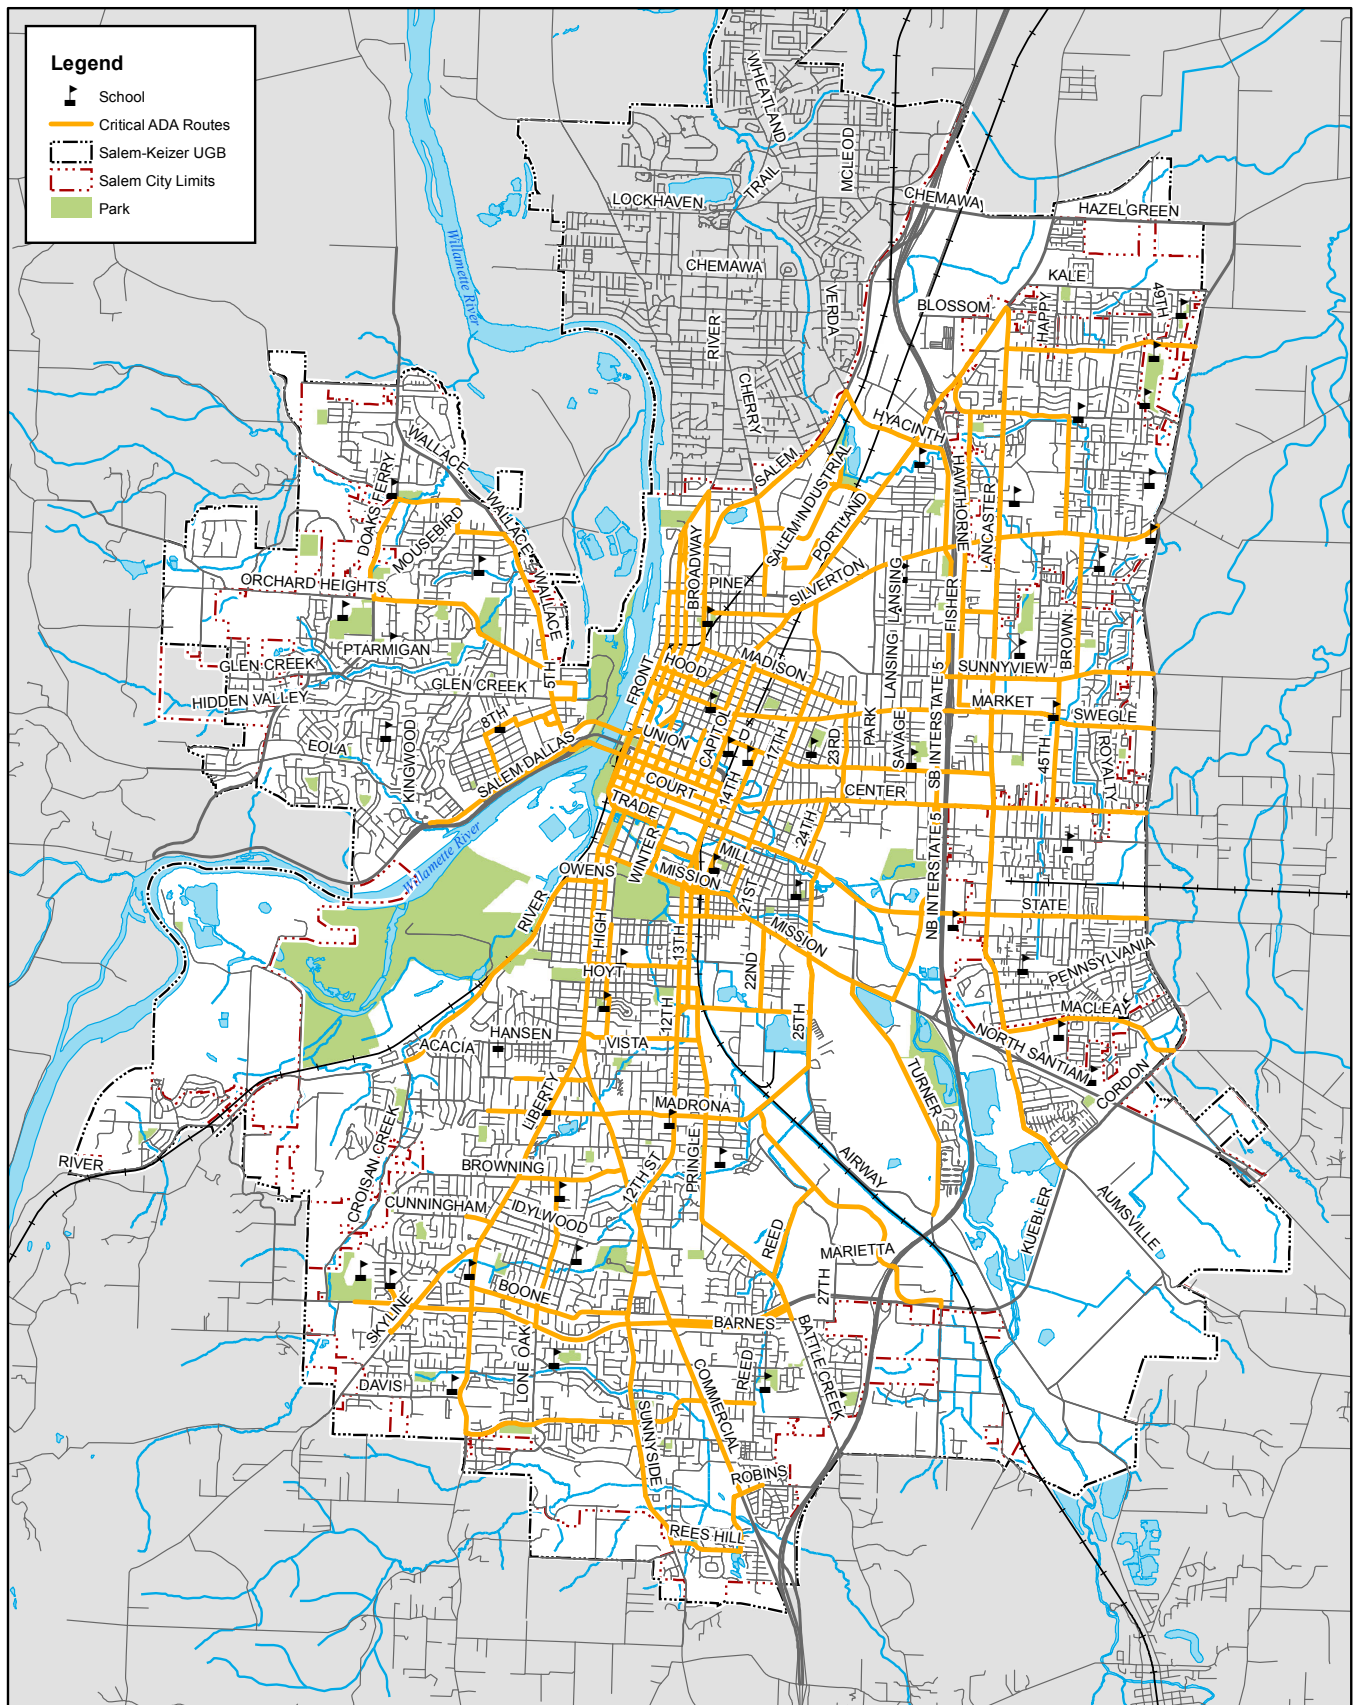 Legend
School
Critical ADA Routes
Salem-Keizer UGB
Salem City Limits
Park
WHEATLAND
MCLEOD
TRAIL
LOCKHAVEN
CHEMAWA
HAZELGREEN
Willamette River
CHEMAWA
KALE
49TH
VERDA
BLOSSOM
HAPPY
RIVER
CHERRY
HYACINTH
WALLACE
DOAKS FERRY
SALEM
SALEM INDUSTRIAL
HAWTHORNE
LANCASTER
WALLACE
PORTLAND
MOUSEBIRD
BROADWAY
ORCHARD HEIGHTS
WALLACE
PINE
SILVERTON
LANSING
FISHER
BROWN
PTARMIGAN
GLEN CREEK
HOOD
MADISON
LANSING
SUNNYVIEW
5TH
GLEN CREEK
FRONT
HIDDEN VALLEY
MARKET
SWEGLE
8TH
UNION
CAPITOL
D
17TH
23RD
PARK
SAVAGE
SB INTERSTATE 5
EOLA
KINGWOOD
SALEM DALLAS
45TH
ROYALTY
COURT
14TH
CENTER
TRADE
24TH
Willamette River
WINTER
MILL
OWENS
MISSION
21ST
STATE
RIVER
HIGH
13TH
MISSION
NB INTERSTATE 5
HOYT
22ND
PENNSYLVANIA
12TH
25TH
MACLEAY
HANSEN
ACACIA
VISTA
NORTH SANTIAM
TURNER
CORDON
LIBERTY
MADRONA
CROISAN CREEK
PRINGLE
RIVER
BROWNING
12TH ST
AIRWAY
CUNNINGHAM
IDYLWOOD
KUEBLER
AUMSVILLE
REED
MARIETTA
BOONE
27TH
SKYLINE
BARNES
LONE OAK
BATTLE CREEK
REED
DAVIS
COMMERCIAL
SUNNYSIDE
ROBINS
REES HILL